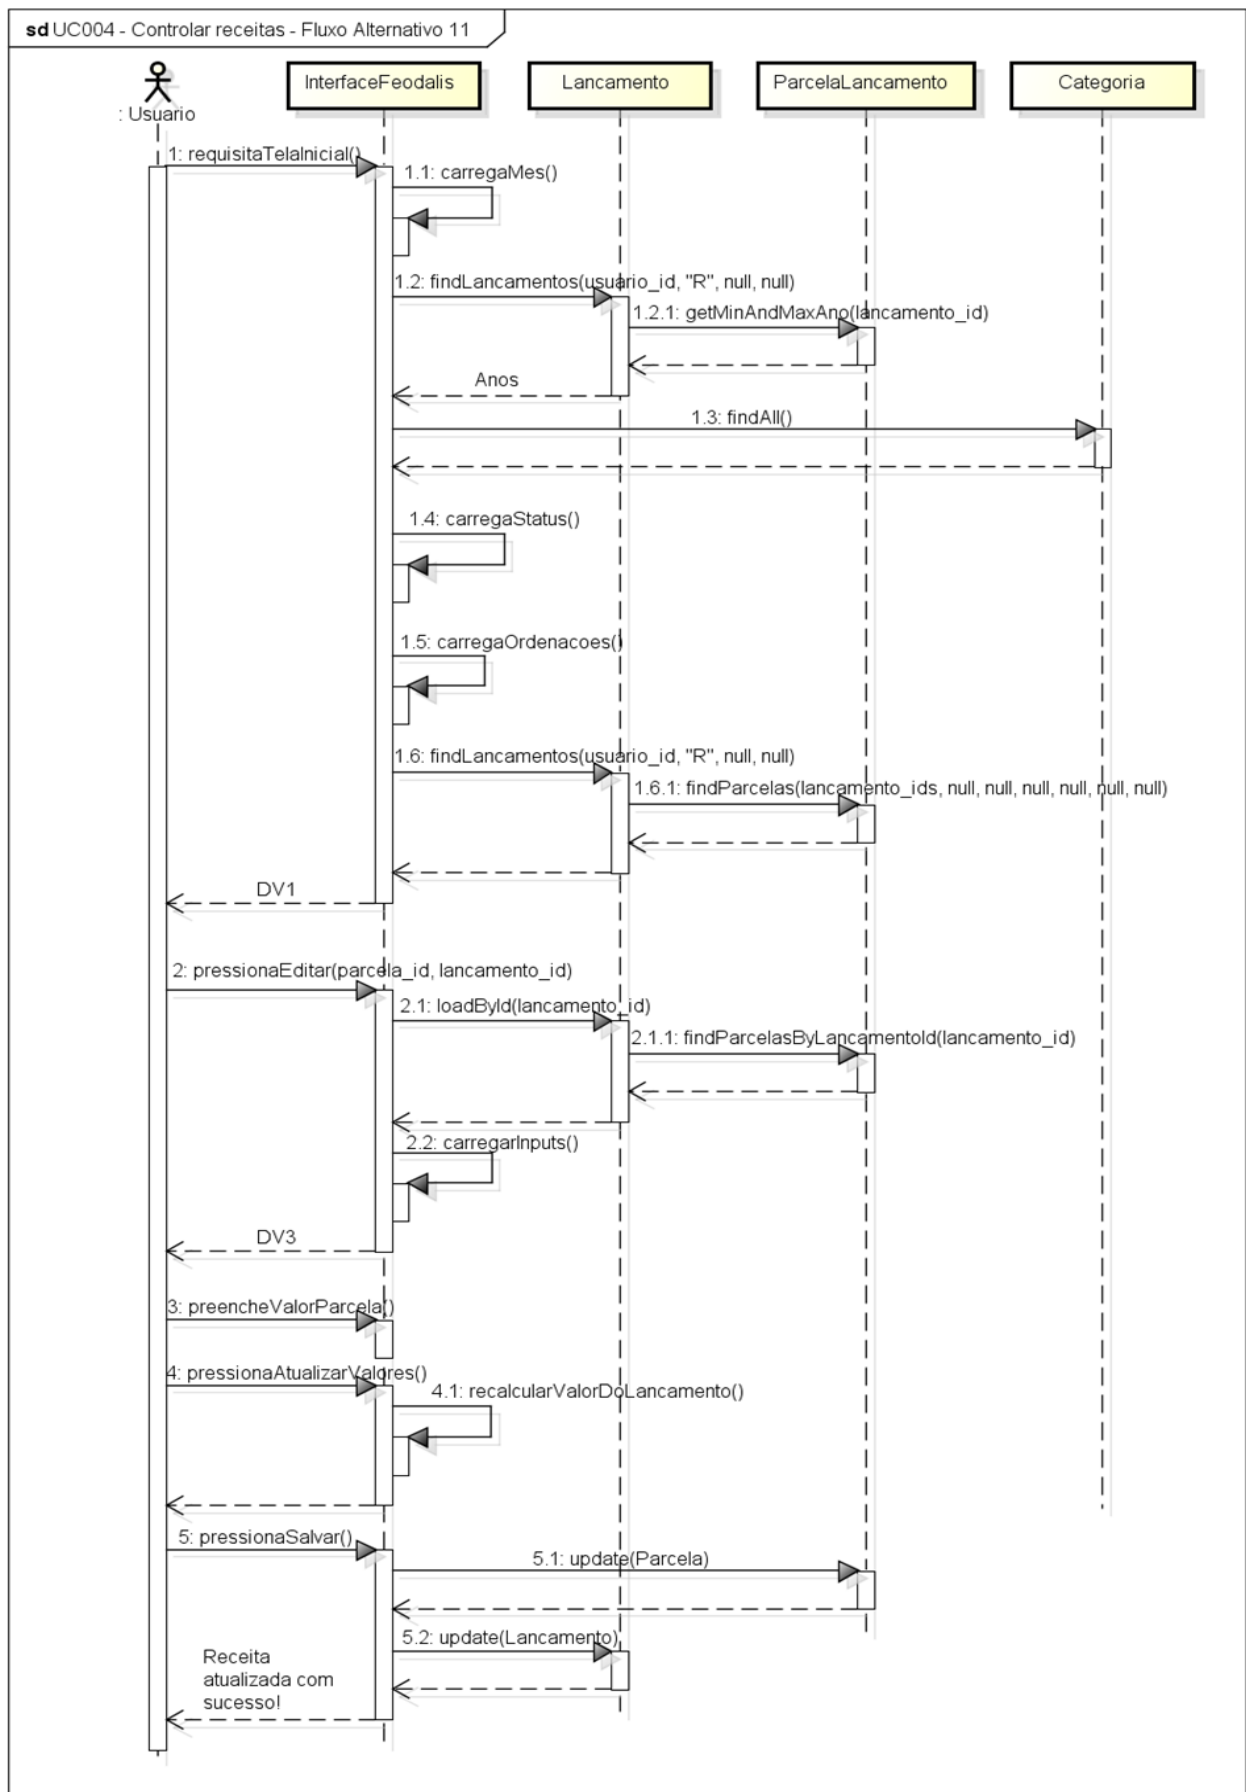 sd UC004 - Controlar receitas - Fluxo Alternativo 11
: Usuario
InterfaceFeodalis
Lancamento
ParcelaLancamento
Categoria
1: requisitaTelaInicial()
1.1: carregaMes()
1.2: findLancamentos(usuario_id, "R", null, null)
1.2.1: getMinAndMaxAno(lancamento_id)
Anos
1.3: findAll()
1.4: carregaStatus()
1.5: carregaOrdenacoes()
1.6: findLancamentos(usuario_id, "R", null, null)
1.6.1: findParcelas(lancamento_ids, null, null, null, null, null, null)
DV1
2: pressionaEditar(parcela_id, lancamento_id)
2.1: loadById(lancamento_id)
2.1.1: findParcelasByLancamentoId(lancamento_id)
2.2: carregarInputs()
DV3
3: preencheValorParcela()
4: pressionaAtualizarValores()
4.1: recalcularValorDoLancamento()
5: pressionaSalvar()
5.1: update(Parcela)
5.2: update(Lancamento)
Receita
atualizada com
sucesso!